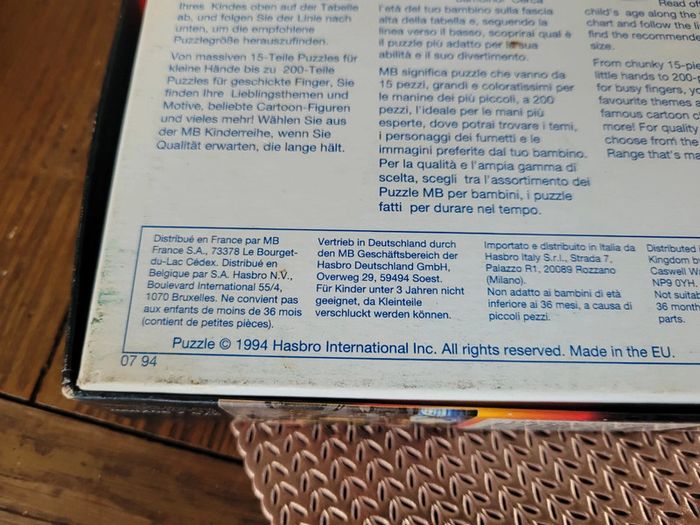 Ihres Kindes oben auf der Tabelle
ab, und folgen Sie der Linie nach
unten, um die empfohlene
Puzzlegröße herauszufinden.
Von massiven 15-Teile Puzzles für
kleine Hände bis zu 200-Teile
Puzzles für geschickte Finger, Sie
finden Ihre Lieblingsthemen und
Motive, beliebte Cartoon-Figuren
und vieles mehr! Wählen Sie aus
der MB Kinderreihe, wenn Sie
Qualität erwarten, die lange hält.
l'età del tuo bambino sulla fascia
alta della tabella e, seguendo la
linea verso il basso, scoprirai qual è
il puzzle più adatto per la sua
abilità e il suo divertimento.
MB significa puzzle che vanno da
15 pezzi, grandi e coloratissimi per
le manine dei più piccoli, a 200
pezzi, l'ideale per le mani più
esperte, dove potrai trovare i temi,
i personaggi dei fumetti e le
immagini preferite dal tuo bambino.
Per la qualità e l'ampia gamma di
scelta, scegli tra l'assortimento dei
Puzzle MB per bambini, i puzzle
fatti per durare nel tempo.
Read of
child's age along the
chart and follow the li
find the recommende
size.
From chunky 15-pie
little hands to 200-
for busy fingers, yo
favourite themes
famous cartoon c
more! For quality
choose from the
Range that's ma
Distribué en France par MB
France S.A., 73378 Le Bourget-
du-Lac Cédex. Distribué en
Belgique par S.A. Hasbro N.V.,
Boulevard International 55/4,
1070 Bruxelles. Ne convient pas
aux enfants de moins de 36 mois
(contient de petites pièces).
Vertrieb in Deutschland durch
den MB Geschäftsbereich der
Hasbro Deutschland GmbH,
Overweg 29, 59494 Soest.
Für Kinder unter 3 Jahren nicht
geeignet, da Kleinteile
verschluckt werden können.
Importato e distribuito in Italia da
Hasbro Italy S.r.l., Strada 7,
Palazzo R1, 20089 Rozzano
(Milano).
Non adatto ai bambini di età
inferiore ai 36 mesi, a causa di
piccoli pezzi.
Distributed
Kingdom b
Caswell W
NP9 0YH.
Not suitab
36 month
parts.
Puzzle © 1994 Hasbro International Inc. All rights reserved. Made in the EU.
07 94